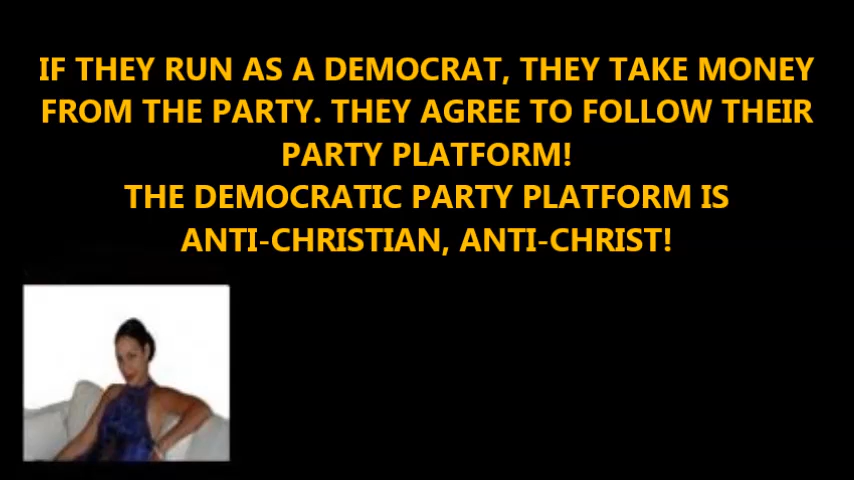 IF THEY RUN AS A DEMOCRAT, THEY TAKE MONEY
FROM THE PARTY. THEY AGREE TO FOLLOW THEIR
PARTY PLATFORM!
THE DEMOCRATIC PARTY PLATFORM IS
ANTI-CHRISTIAN, ANTI-CHRIST!